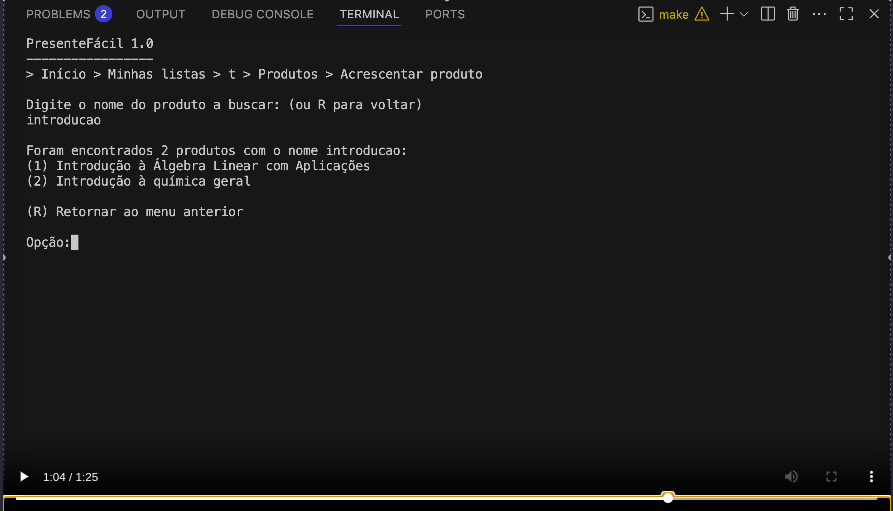 PROBLEMS 2 OUTPUT DEBUG CONSOLE TERMINAL PORTS make
PresenteFácil 1.0
-----------------
> Início > Minhas listas > t > Produtos > Acrescentar produto
Digite o nome do produto a buscar: (ou R para voltar)
introducao
Foram encontrados 2 produtos com o nome introducao:
(1) Introdução à Álgebra Linear com Aplicações
(2) Introdução à química geral
(R) Retornar ao menu anterior
Opção:
1:04 / 1:25